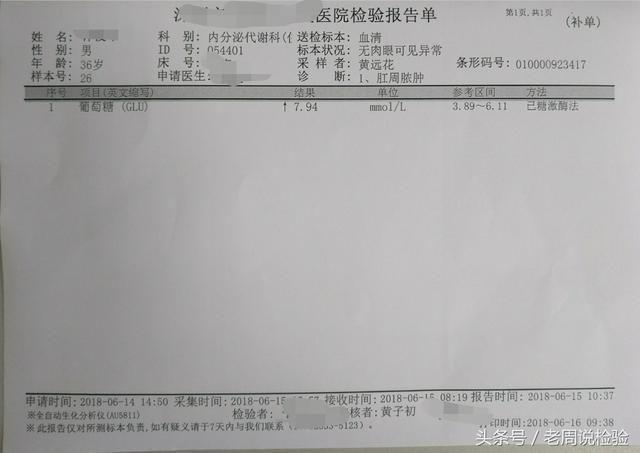 医院检验报告单
第1页,共1页
(补单)
姓 名: 科 别: 内分泌代谢科(住 送检标本: 血清
性 别: 男 ID 号: 054401 标本状况: 无肉眼可见异常
年 龄: 36岁 床 号: 采 样 者: 黄远花 条形码号: 010000923417
样本号: 26 申请医生: 诊 断: 1、肛周脓肿
序号 项目(英文缩写) 结果 单位 参考区间 方法
1 葡萄糖 (GLU) ↑ 7.94 mmol/L 3.89~6.11 已糖激酶法
申请时间: 2018-06-14 14:50 采集时间: 2018-06-15 接收时间: 2018-06-15 08:19 报告时间: 2018-06-15 10:37
※全自动生化分析仪(AU5811) 检验者: 核者: 黄子初
※此报告仅对所测标本负责,如有疑义请于7天内与我们联系 5123)。 印时间: 2018-06-16 09:38
头条号 / 老周说检验